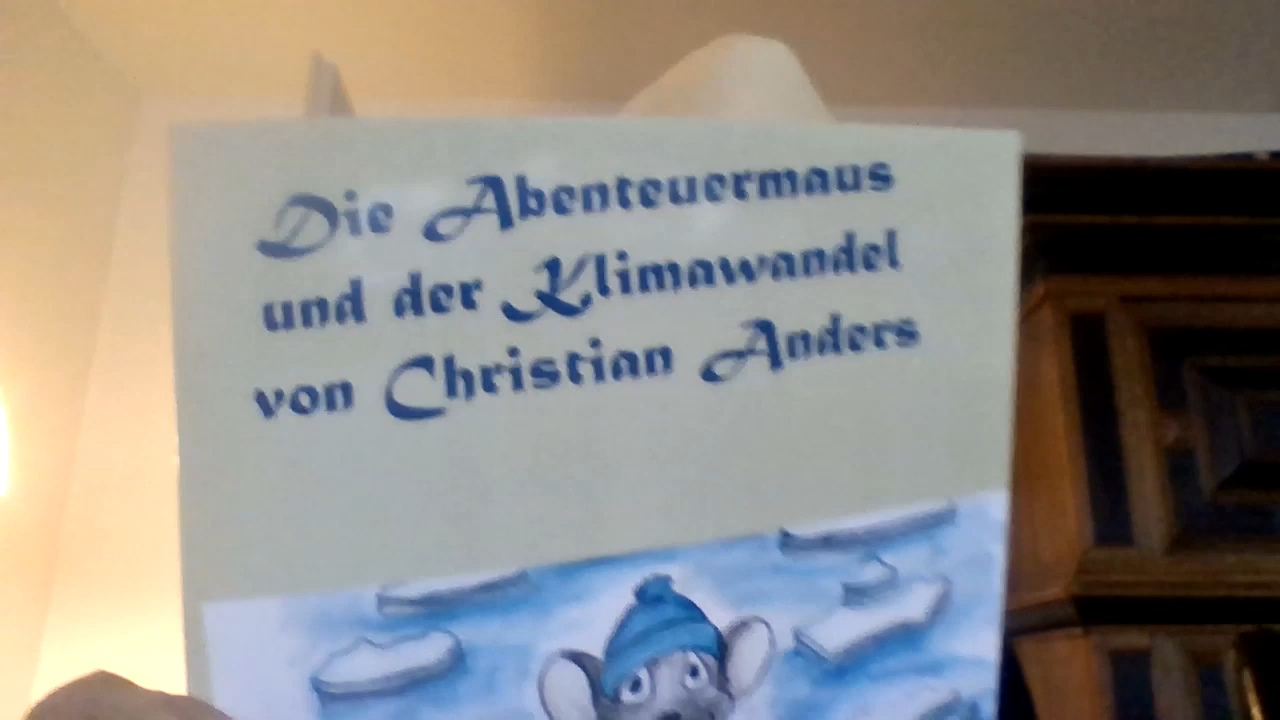 Die Abenteuermaus
und der Klimawandel
von Christian Anders